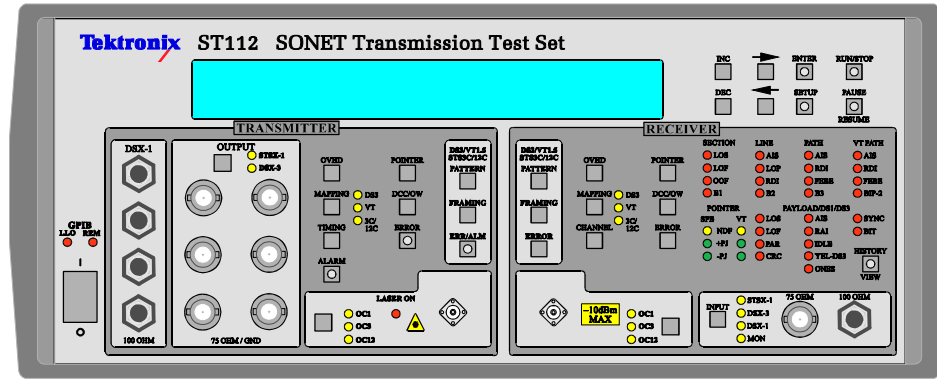 Tektronix ST112 SONET Transmission Test Set
INC ENTER RUN/STOP
DEC SETUP PAUSE
RESUME
TRANSMITTER
DSX-1
OUTPUT
STSX-1
DSX-3
100 OHM
75 OHM / GND
OVHD POINTER
MAPPING DCC/OW
TIMING ERROR
ALARM
DS3
VT
3C/
12C
DS3/VT1.5
STS3C/12C
PATTERN
FRAMING
ERR/ALM
LASER ON
OC1
OC3
OC12
GPIB
LLO REM
I
O
RECEIVER
DS3/VT1.5
STS3C/12C
PATTERN
FRAMING
ERROR
OVHD POINTER
MAPPING DCC/OW
CHANNEL ERROR
DS3
VT
3C/
12C
SECTION LINE PATH VT PATH
LOS AIS AIS AIS
LOF LOP RDI RDI
OOF RDI FEBE FEBE
B1 B2 B3 BIP-2
POINTER PAYLOAD/DS1/DS3
SPE VT LOS AIS SYNC
NDF LOF RAI BIT
+PJ PAR IDLE
-PJ CRC YEL-DS3
ONES
HISTORY
VIEW
-10dBm
MAX
OC1
OC3
OC12
INPUT
STSX-1
DSX-3
DSX-1
MON
75 OHM 100 OHM